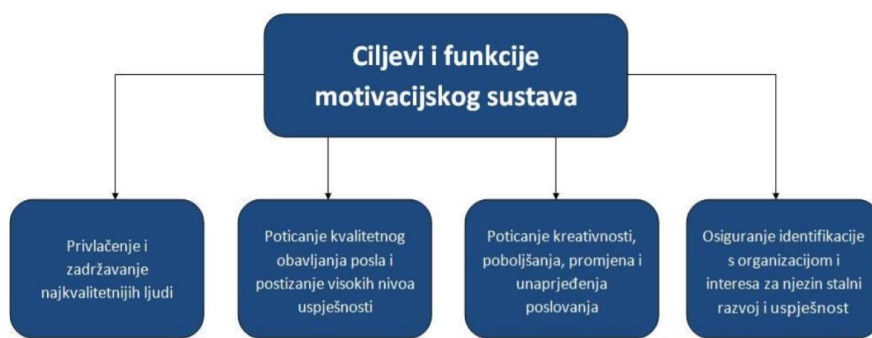 Ciljevi i funkcije
motivacijskog sustava
Privlačenje i
zadržavanje
najkvalitetnijih ljudi
Poticanje kvalitetnog
obavljanja posla i
postizanje visokih nivoa
uspješnosti
Poticanje kreativnosti,
poboljšanja, promjena i
unaprjeđenja
poslovanja
Osiguranje identifikacije
s organizacijom i
interesa za njezin stalni
razvoj i uspješnost